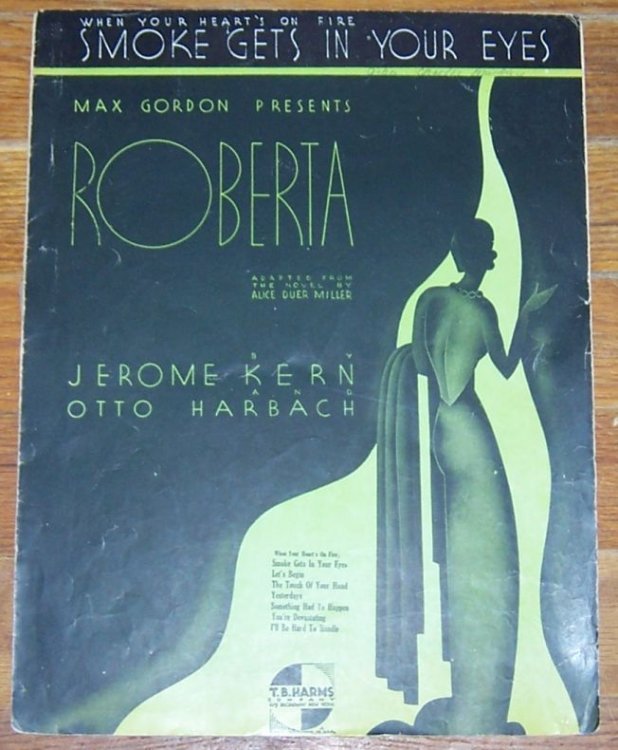 WHEN YOUR HEART'S ON FIRE
SMOKE GETS IN YOUR EYES
MAX GORDON PRESENTS
ROBERTA
ADAPTED FROM
THE NOVEL BY
ALICE DUER MILLER
BY
JEROME KERN
AND
OTTO HARBACH
When Your Heart's On Fire,
Smoke Gets In Your Eyes
Let's Begin
The Touch Of Your Hand
Yesterdays
Something Had To Happen
You're Devastating
I'll Be Hard To Handle
T.B. HARMS
COMPANY